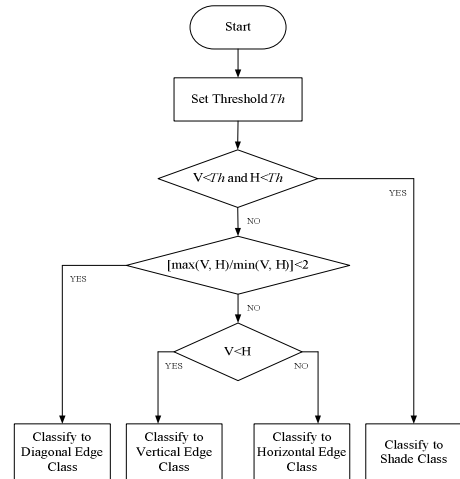 Start
Set Threshold Th
V<Th and H<Th
YES
NO
[max(V, H)/min(V, H)]<2
YES
NO
V<H
YES
NO
Classify to
Diagonal Edge
Class
Classify to
Vertical Edge
Class
Classify to
Horizontal Edge
Class
Classify to
Shade Class